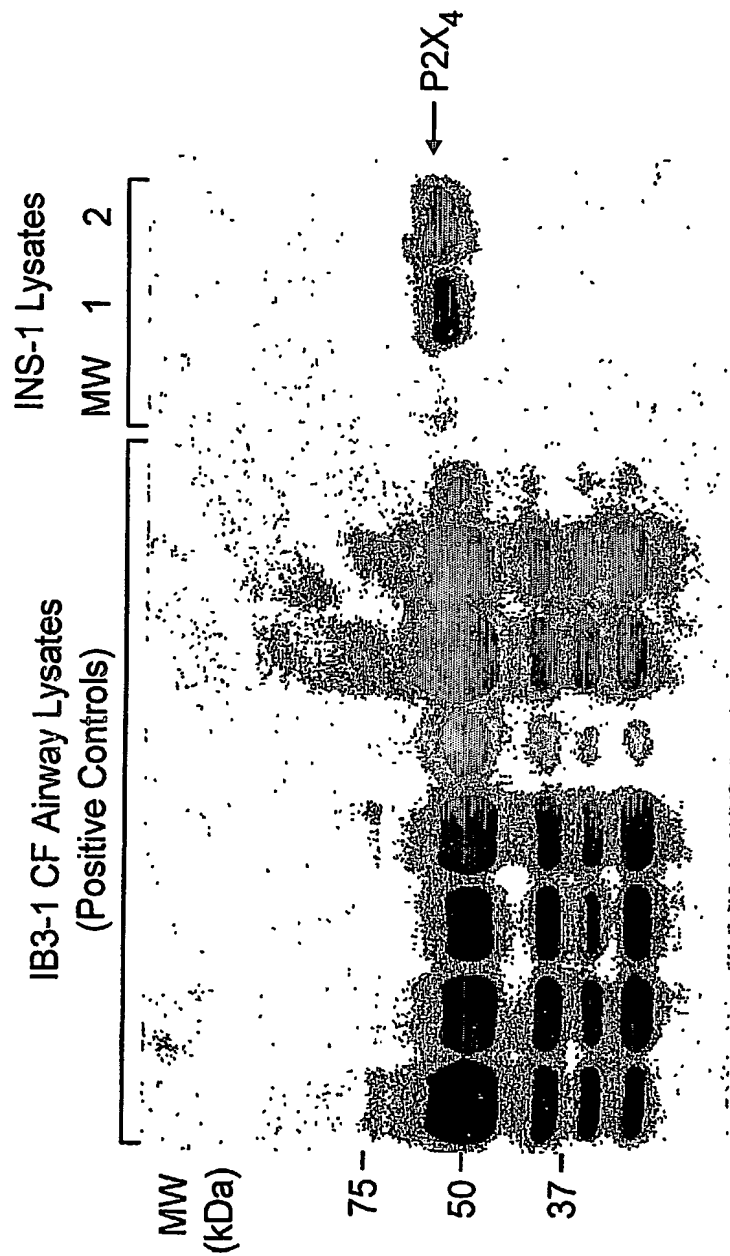 IB3-1 CF Airway Lysates
(Positive Controls)
INS-1 Lysates
MW 1 2
MW
(kDa)
75
50
37
P2X4